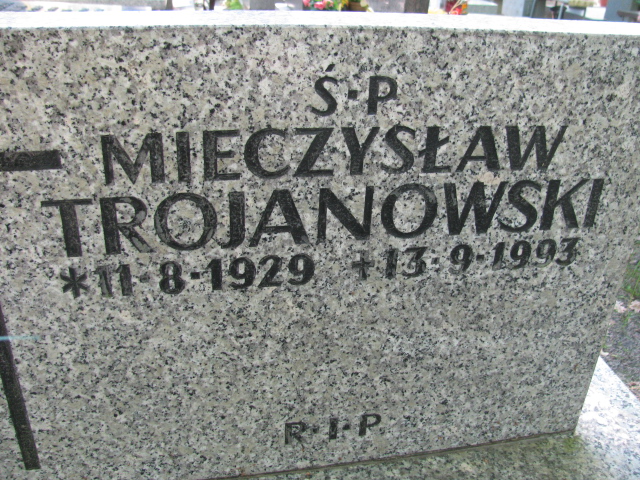 Ś·P
MIECZYSŁAW
TROJANOWSKI
*11·8·1929 †13·9·1993
R·I·P